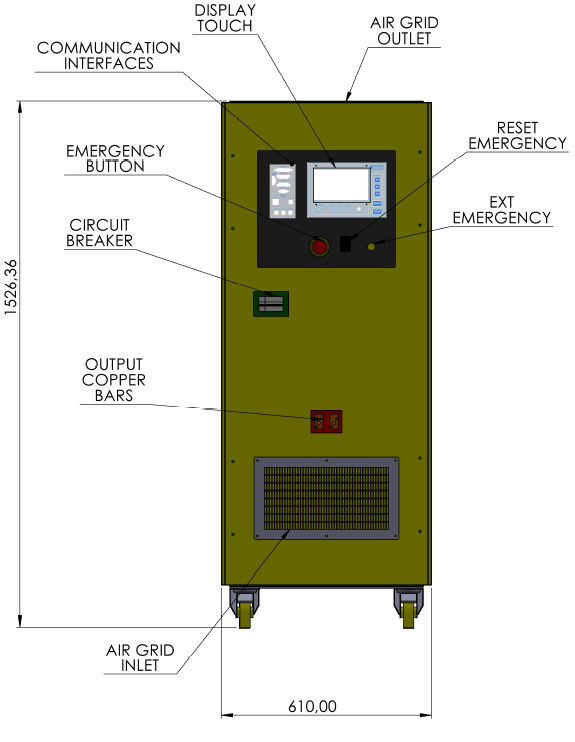 DISPLAY
TOUCH
AIR GRID
OUTLET
COMMUNICATION
INTERFACES
RESET
EMERGENCY
EMERGENCY
BUTTON
EXT
EMERGENCY
CIRCUIT
BREAKER
1526,36
OUTPUT
COPPER
BARS
AIR GRID
INLET
610,00